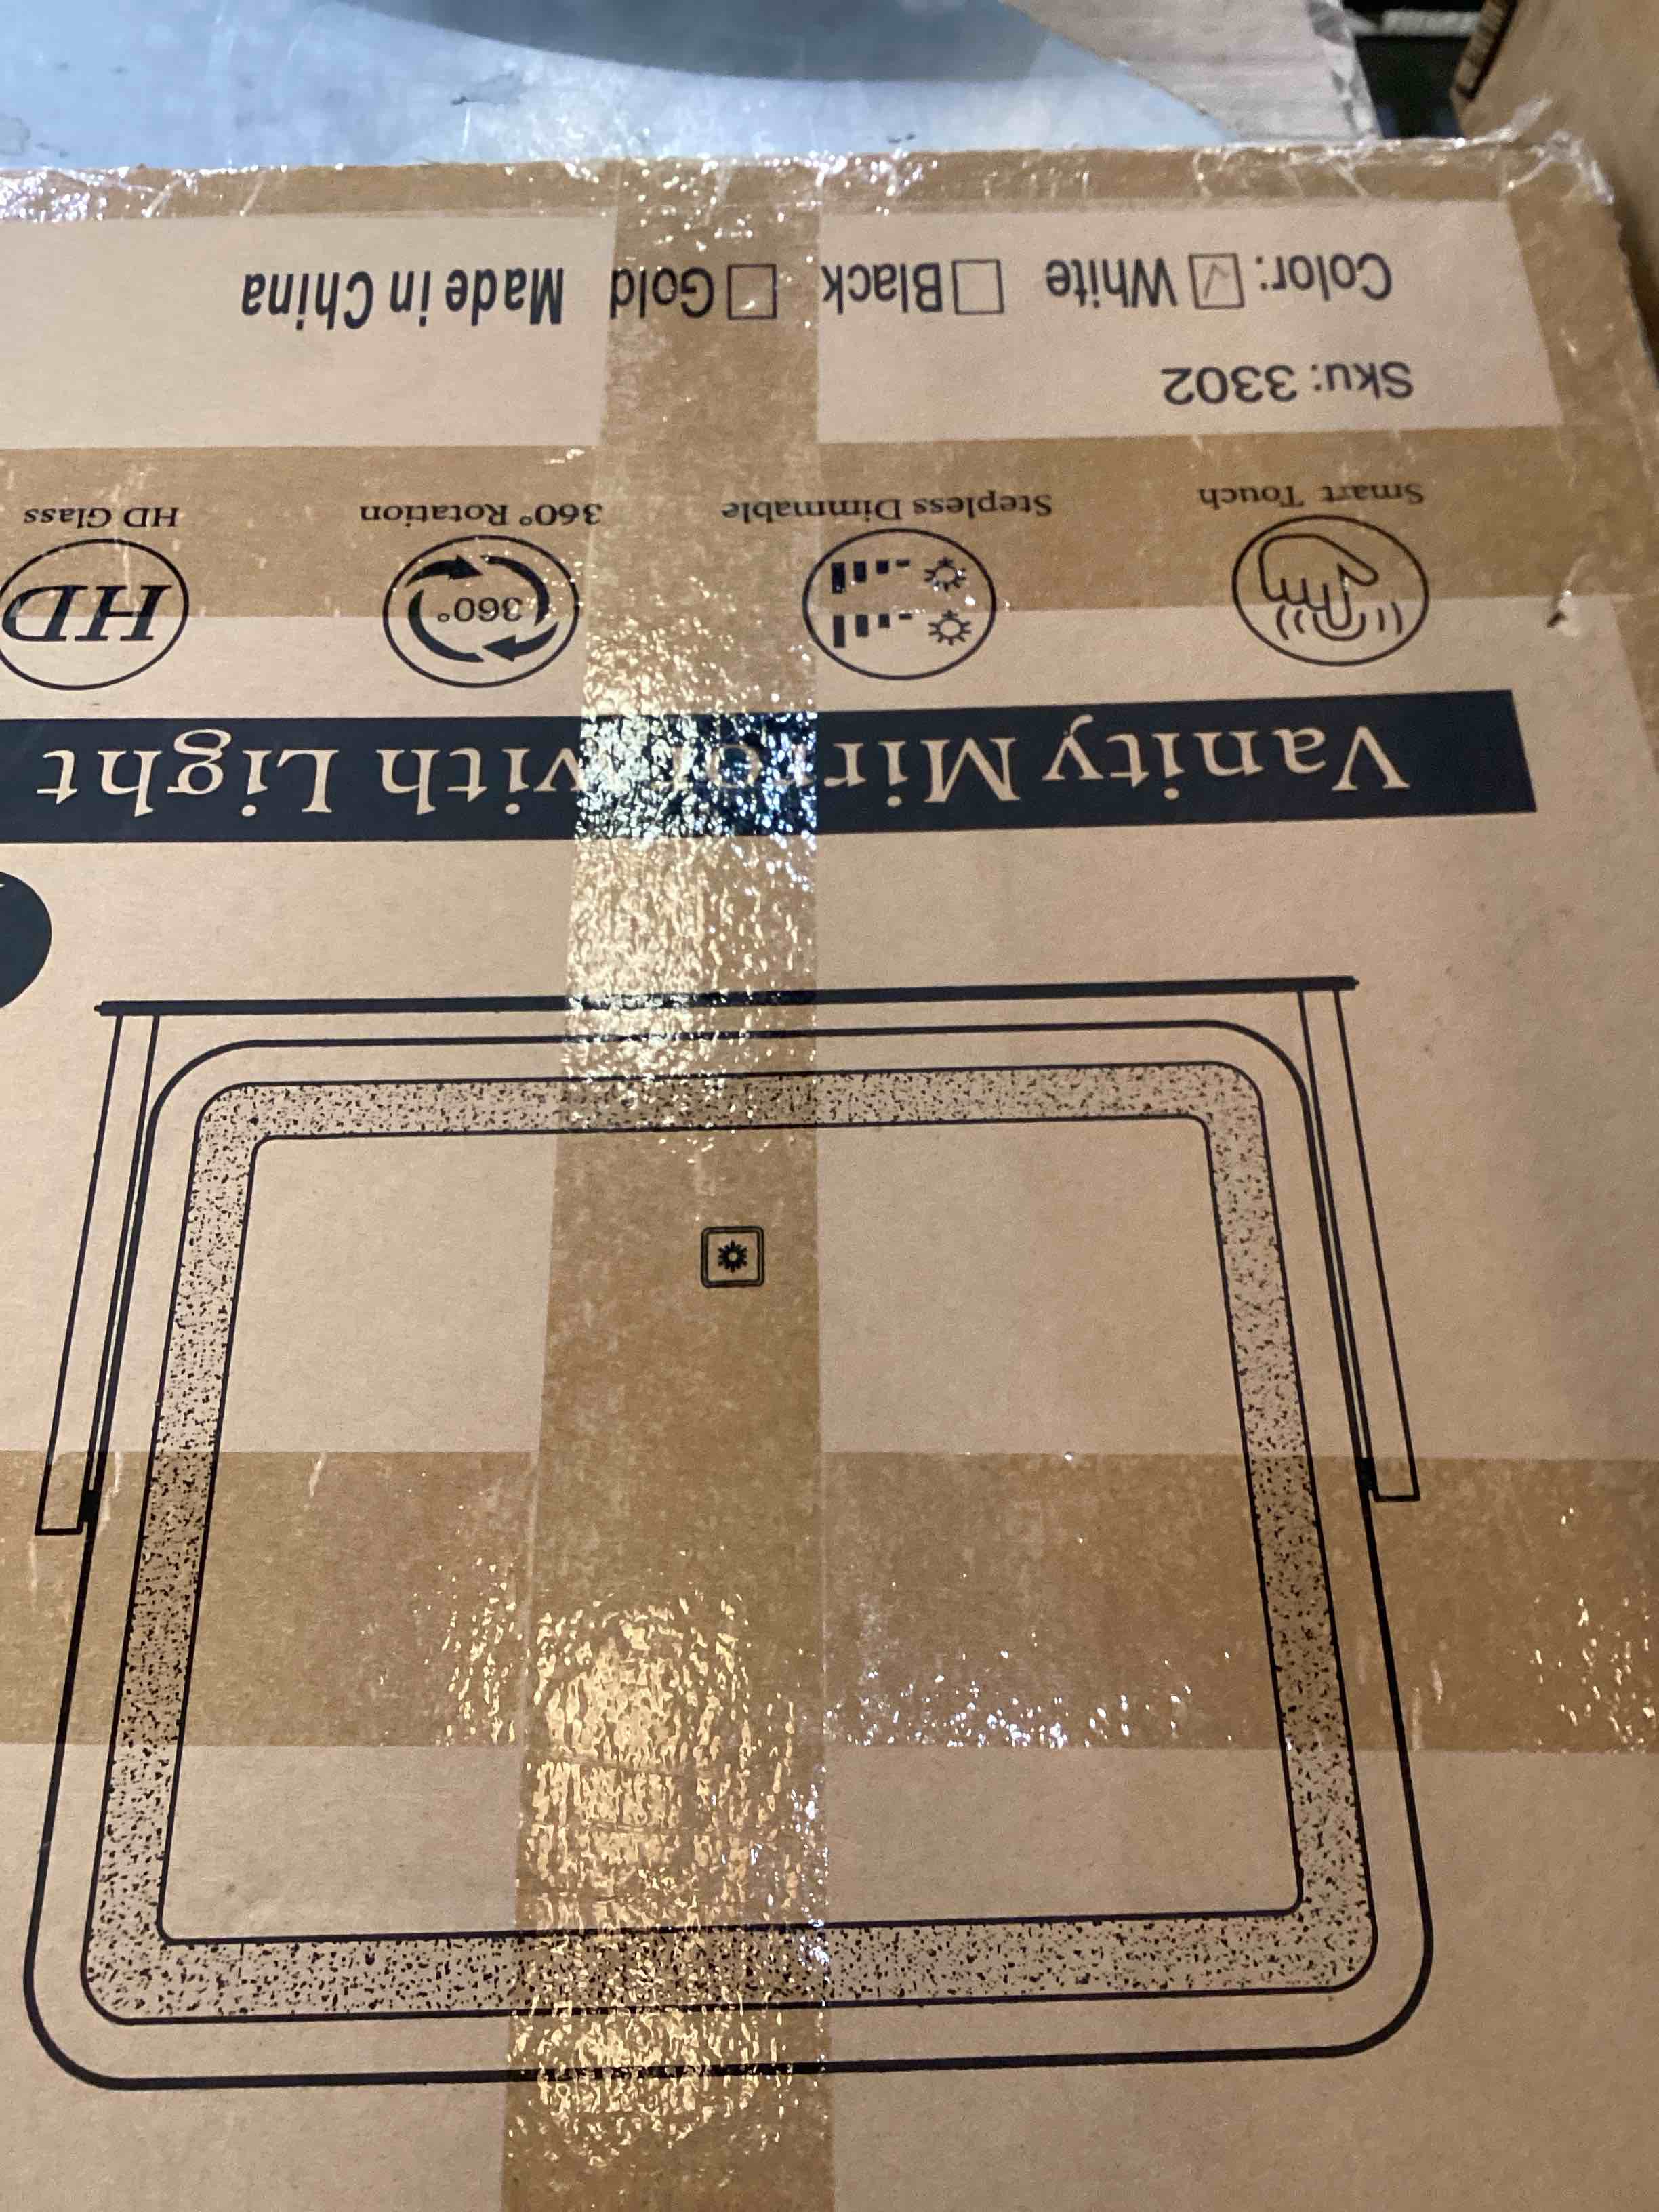 Vanity Mirror with Light
360°
HD
Smart Touch
Stepless Dimmable
360° Rotation
HD Glass
Sku: 3302
Color: White Black Gold Made in China